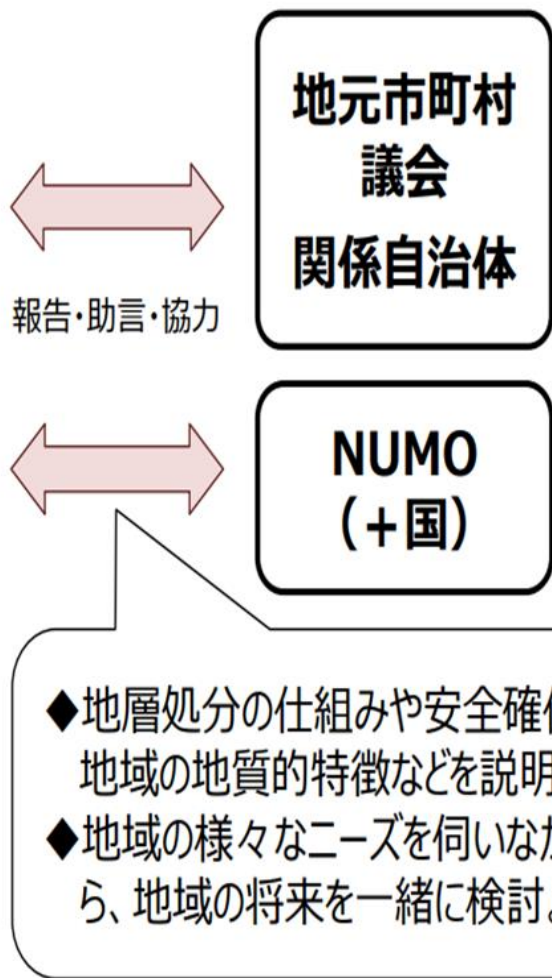 地元市町村
議会
関係自治体
報告・助言・協力
NUMO
(+国)
◆地層処分の仕組みや安全確
地域の地質的特徴などを説明
◆地域の様々なニーズを伺いなが
ら、地域の将来を一緒に検討